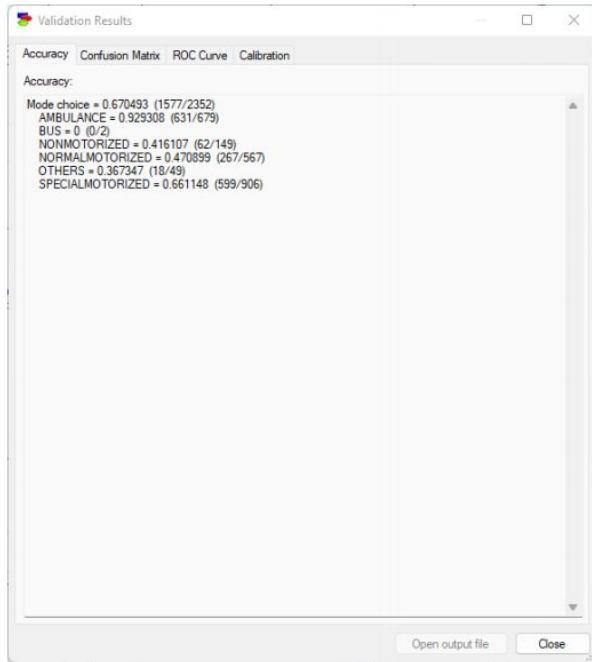 Validation Results
Accuracy Confusion Matrix ROC Curve Calibration
Accuracy:
Mode choice = 0.670493 (1577/2352)
AMBULANCE = 0.929308 (631/679)
BUS = 0 (0/2)
NONMOTORIZED = 0.416107 (62/149)
NORMALMOTORIZED = 0.470899 (267/567)
OTHERS = 0.367347 (18/49)
SPECIALMOTORIZED = 0.661148 (599/906)
Open output file Close